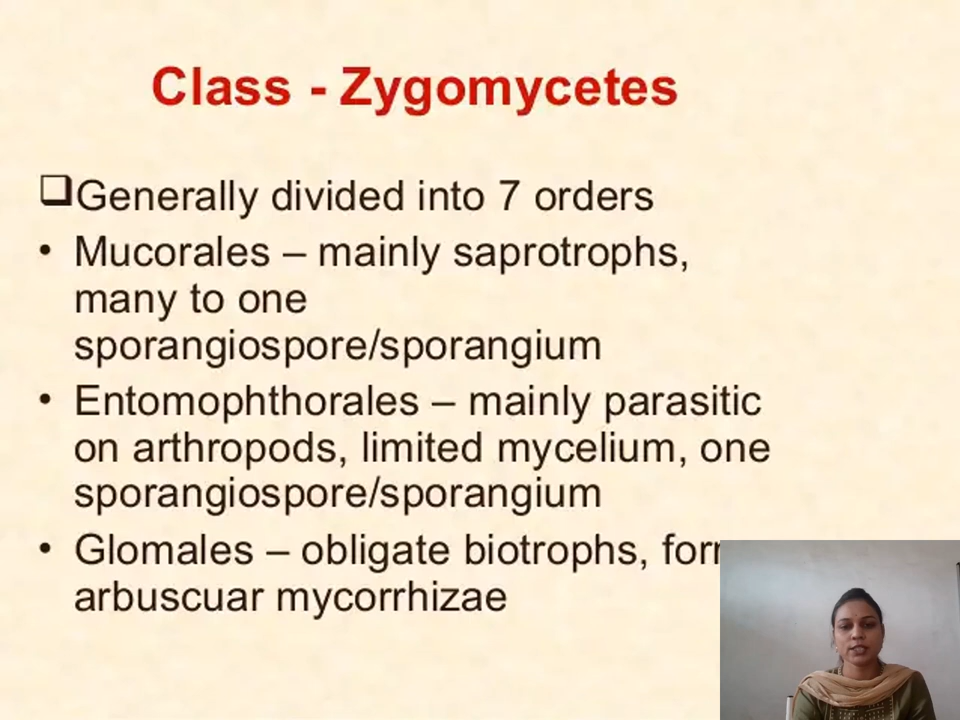 Class - Zygomycetes
❑Generally divided into 7 orders
• Mucorales – mainly saprotrophs,
many to one
sporangiospore/sporangium
• Entomophthorales – mainly parasitic
on arthropods, limited mycelium, one
sporangiospore/sporangium
• Glomales – obligate biotrophs,
arbuscuar mycorrhizae